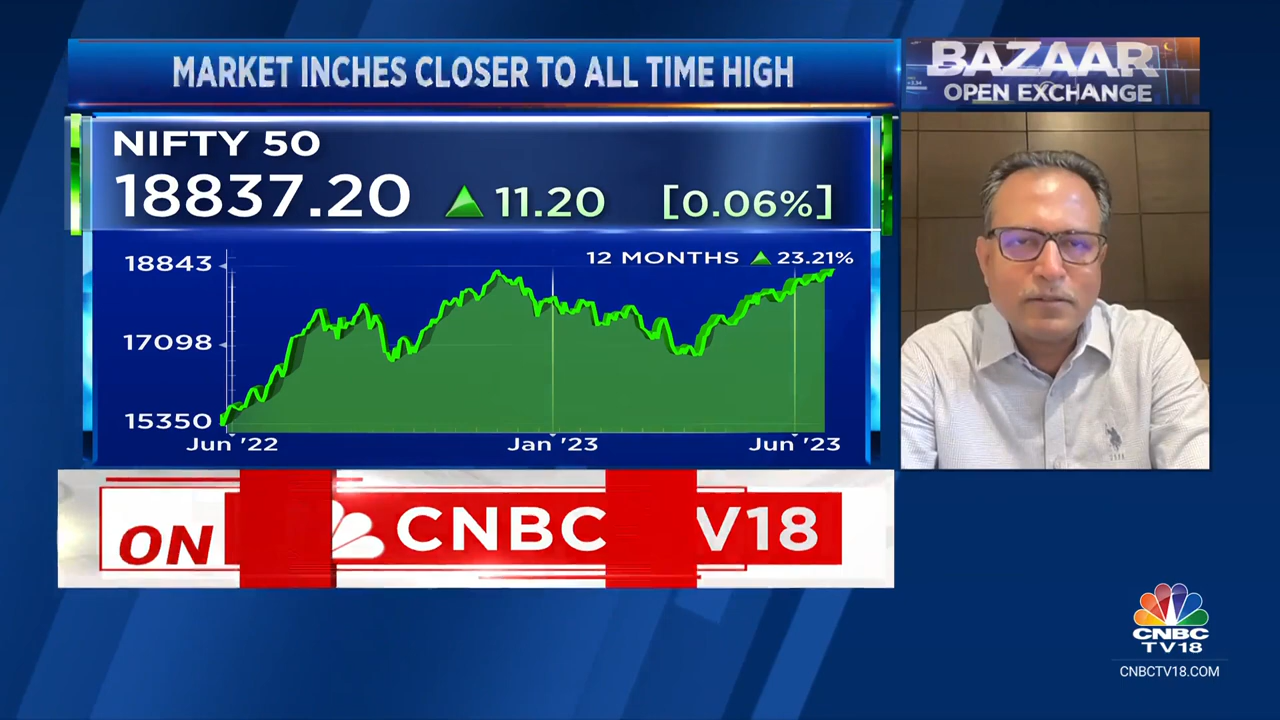 MARKET INCHES CLOSER TO ALL TIME HIGH
BAZAAR
OPEN EXCHANGE
NIFTY 50
18837.20 ▲ 11.20 [0.06%]
12 MONTHS ▲ 23.21%
18843
17098
15350
Jun '22 Jan '23 Jun '23
ON CNBC TV18
CNBC
TV18
CNBCTV18.COM